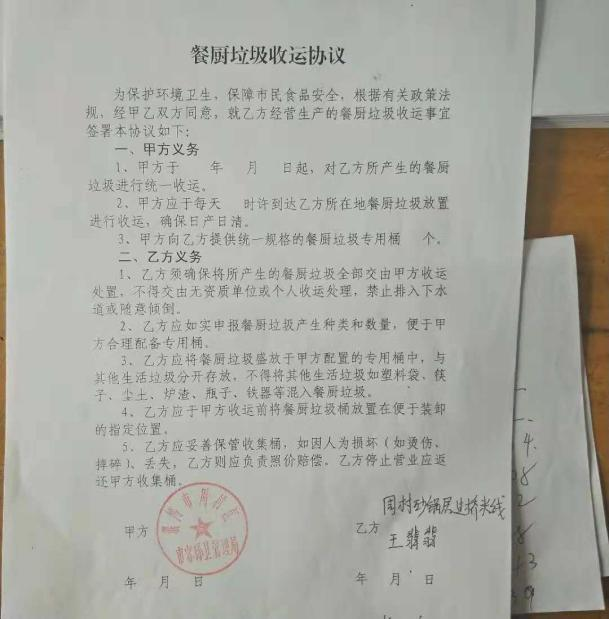 餐厨垃圾收运协议
为保护环境卫生，保障市民食品安全，根据有关政策法
规，经甲乙双方同意，就乙方经营生产的餐厨垃圾收运事宜
签署本协议如下：
一、甲方义务
1、甲方于　　年　月　日起，对乙方所产生的餐厨
垃圾进行统一收运。
2、甲方应于每天　　时许到达乙方所在地餐厨垃圾放置
进行收运，确保日产日清。
3、甲方向乙方提供统一规格的餐厨垃圾专用桶　　个。
二、乙方义务
1、乙方须确保将所产生的餐厨垃圾全部交由甲方收运
处置，不得交由无资质单位或个人收运处理，禁止排入下水
道或随意倾倒。
2、乙方应如实申报餐厨垃圾产生种类和数量，便于甲
方合理配备专用桶。
3、乙方应将餐厨垃圾盛放于甲方配置的专用桶中，与
其他生活垃圾分开存放，不得将其他生活垃圾如塑料袋、筷
子、尘土、炉渣、瓶子、铁器等混入餐厨垃圾。
4、乙方应于甲方收运前将餐厨垃圾桶放置在便于装卸
的指定位置。
5、乙方应妥善保管收集桶，如因人为损坏（如烫伤、
摔碎）、丢失，乙方则应负责照价赔偿。乙方停止营业应返
还甲方收集桶。
周村砂锅居过桥米线
甲方　　乙方　王翡翡
年　月　日　　年　月　日